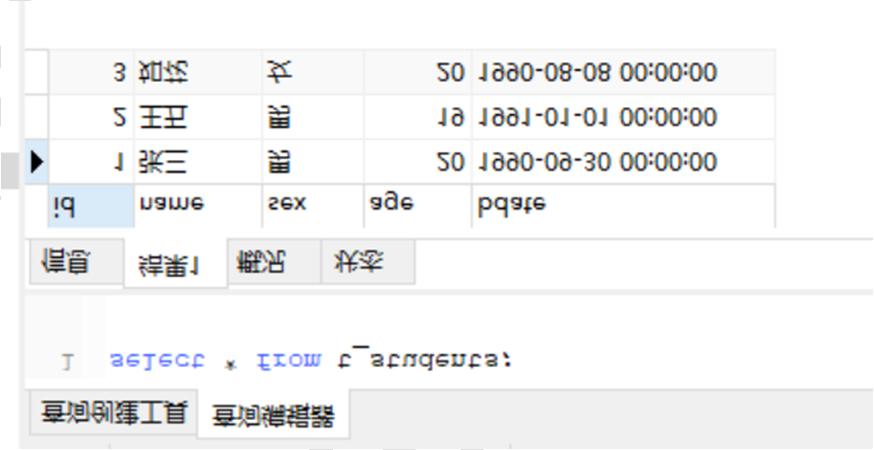 查询创建工具 查询编辑器
1 select * from t_students;
信息 结果1 概况 状态
id name sex age bdate
1 张三 男 20 1990-09-30 00:00:00
2 王五 男 19 1991-01-01 00:00:00
3 如花 女 20 1990-08-08 00:00:00